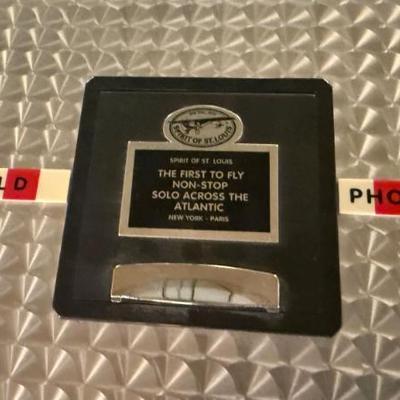 SPIRIT OF ST. LOUIS
SPIRIT OF ST LOUIS
THE FIRST TO FLY
NON-STOP
SOLO ACROSS THE
ATLANTIC
NEW YORK - PARIS
LD
PHO